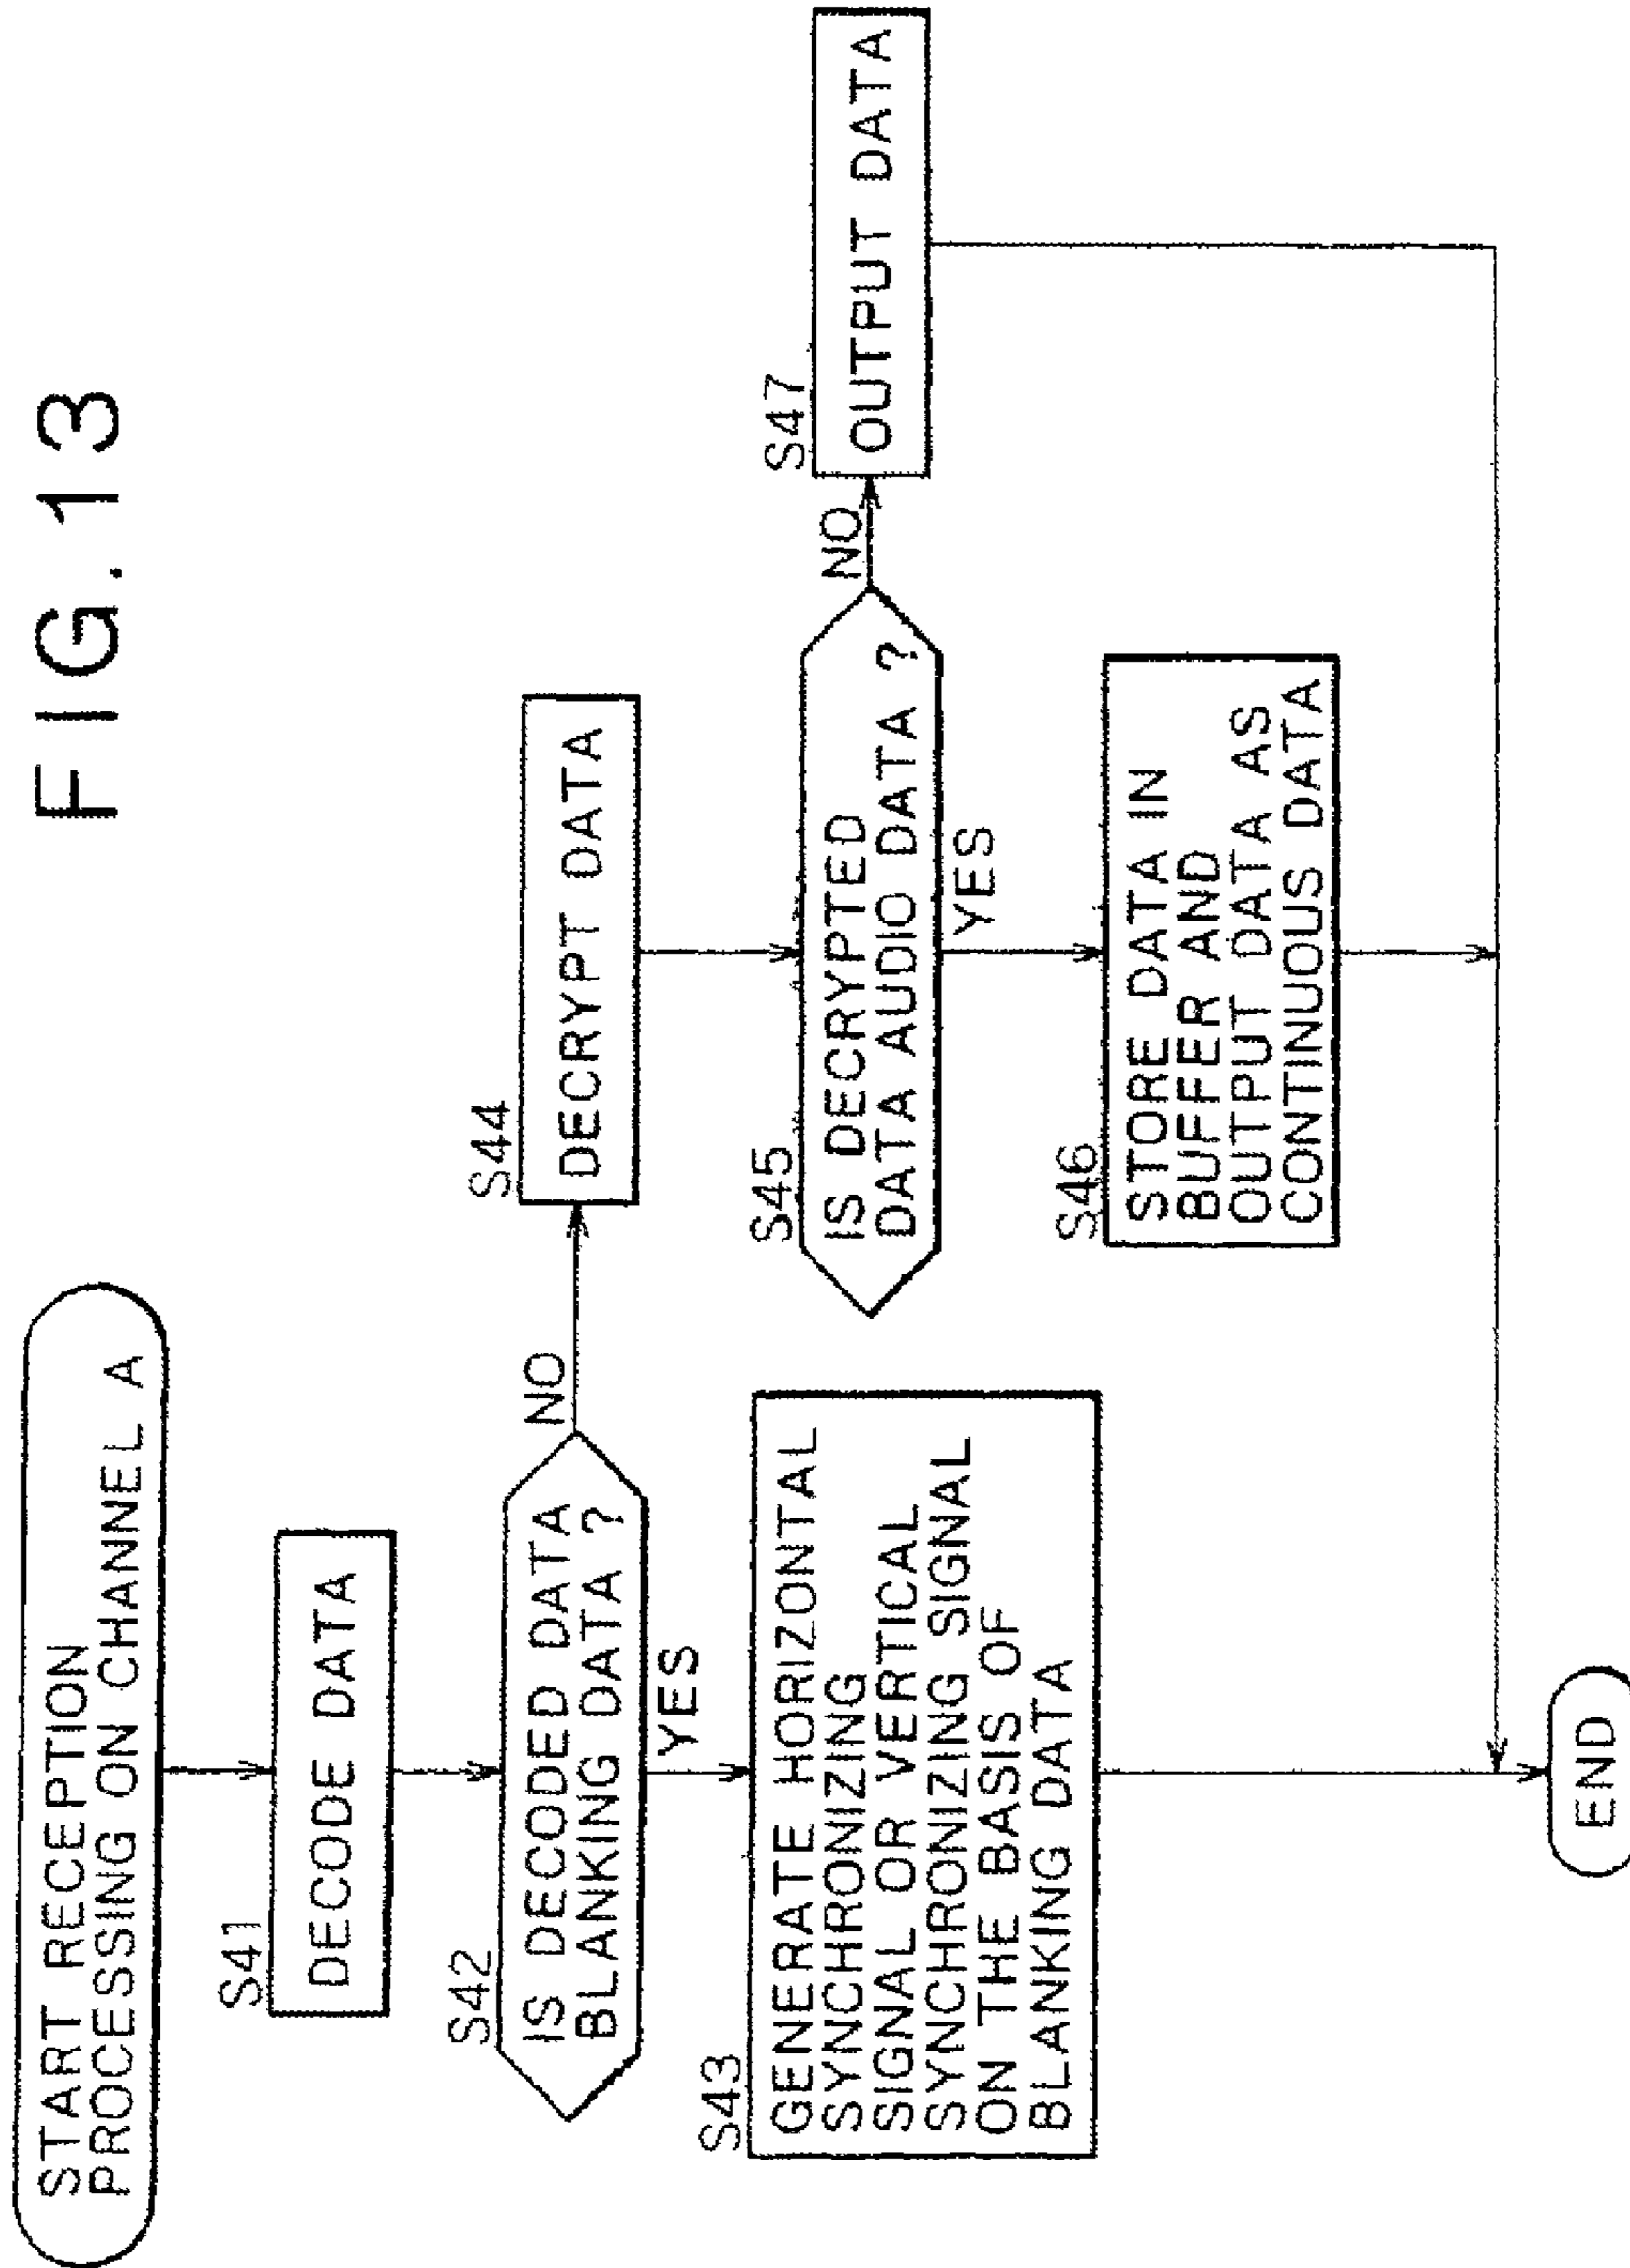 FIG.13
START RECEPTION
PROCESSING ON CHANNEL A
S41
DECODE DATA
S42
IS DECODED DATA
BLANKING DATA ?
NO
YES
S43
GENERATE HORIZONTAL
SYNCHRONIZING
SIGNAL OR VERTICAL
SYNCHRONIZING SIGNAL
ON THE BASIS OF
BLANKING DATA
S44
DECRYPT DATA
S45
IS DECRYPTED
DATA AUDIO DATA ?
NO
YES
S46
STORE DATA IN
BUFFER AND
OUTPUT DATA AS
CONTINUOUS DATA
S47
OUTPUT DATA
END